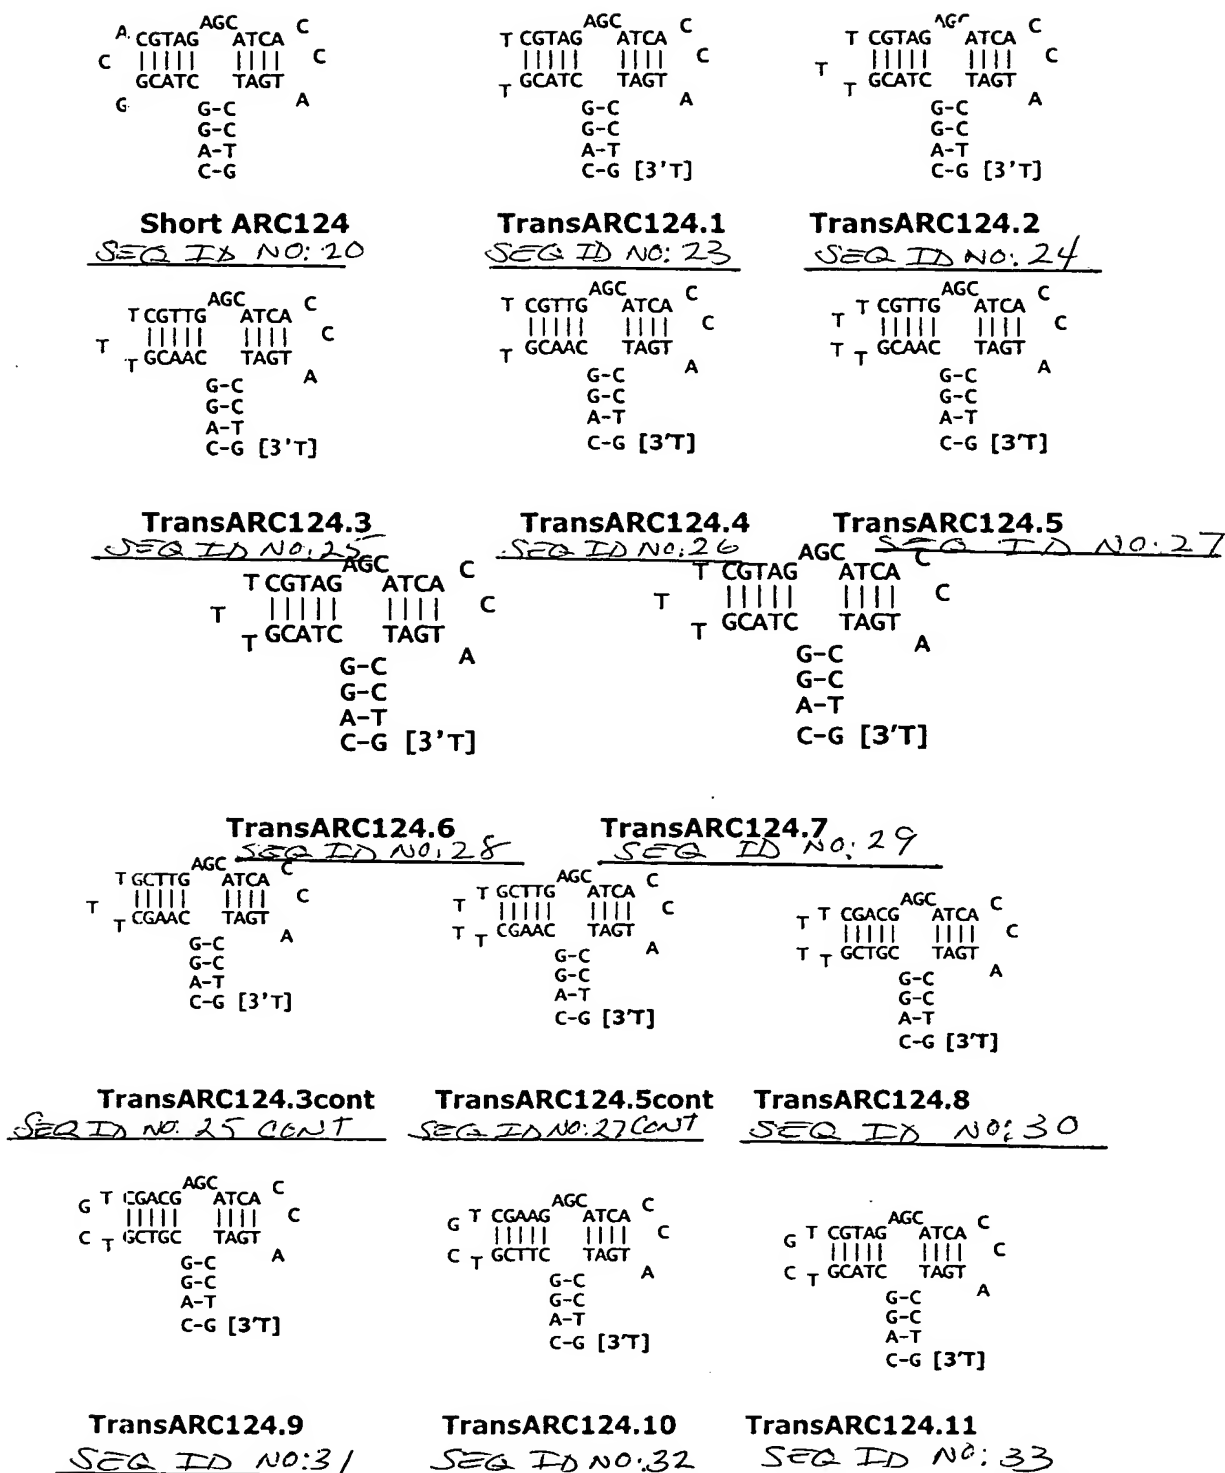 AGC AGC AGC
A CGTAG ATCA C T CGTAG ATCA C T CGTAG ATCA C
C C C T C
GCATC TAGT T GCATC TAGT T GCATC TAGT
G A A A
G-C G-C G-C
G-C G-C G-C
A-T A-T A-T
C-G C-G [3'T] C-G [3'T]
Short ARC124 TransARC124.1 TransARC124.2
SEQ ID NO: 20 SEQ ID NO: 23 SEQ ID NO: 24
AGC AGC AGC
T CGTTG ATCA C T CGTTG ATCA C T T CGTTG ATCA C
T C C C
T GCAAC TAGT A T GCAAC TAGT A T T GCAAC TAGT A
G-C G-C G-C
G-C G-C G-C
A-T A-T A-T
C-G [3'T] C-G [3'T] C-G [3'T]
TransARC124.3 TransARC124.4 TransARC124.5
SEQ ID NO: 25 SEQ ID NO: 26 SEQ ID NO: 27
AGC AGC
T CGTAG ATCA C T CGTAG ATCA C
T C T C
T GCATC TAGT A T GCATC TAGT A
G-C G-C
G-C G-C
A-T A-T
C-G [3'T] C-G [3'T]
TransARC124.6 TransARC124.7
SEQ ID NO: 28 SEQ ID NO: 29
AGC AGC AGC
T GCTTG ATCA C T T GCTTG ATCA C T T CGACG ATCA C
T C C C
T CGAAC TAGT A T T CGAAC TAGT A T T GCTGC TAGT A
G-C G-C G-C
G-C G-C G-C
A-T A-T A-T
C-G [3'T] C-G [3'T] C-G [3'T]
TransARC124.3cont TransARC124.5cont TransARC124.8
SEQ ID NO: 25 CONT SEQ ID NO: 27 CONT SEQ ID NO: 30
AGC AGC AGC
G T CGACG ATCA C G T CGAAG ATCA C G T CGTAG ATCA C
C C C
C T GCTGC TAGT A C T GCTTC TAGT A C T GCATC TAGT A
G-C G-C G-C
G-C G-C G-C
A-T A-T A-T
C-G [3'T] C-G [3'T] C-G [3'T]
TransARC124.9 TransARC124.10 TransARC124.11
SEQ ID NO: 31 SEQ ID NO: 32 SEQ ID NO: 33